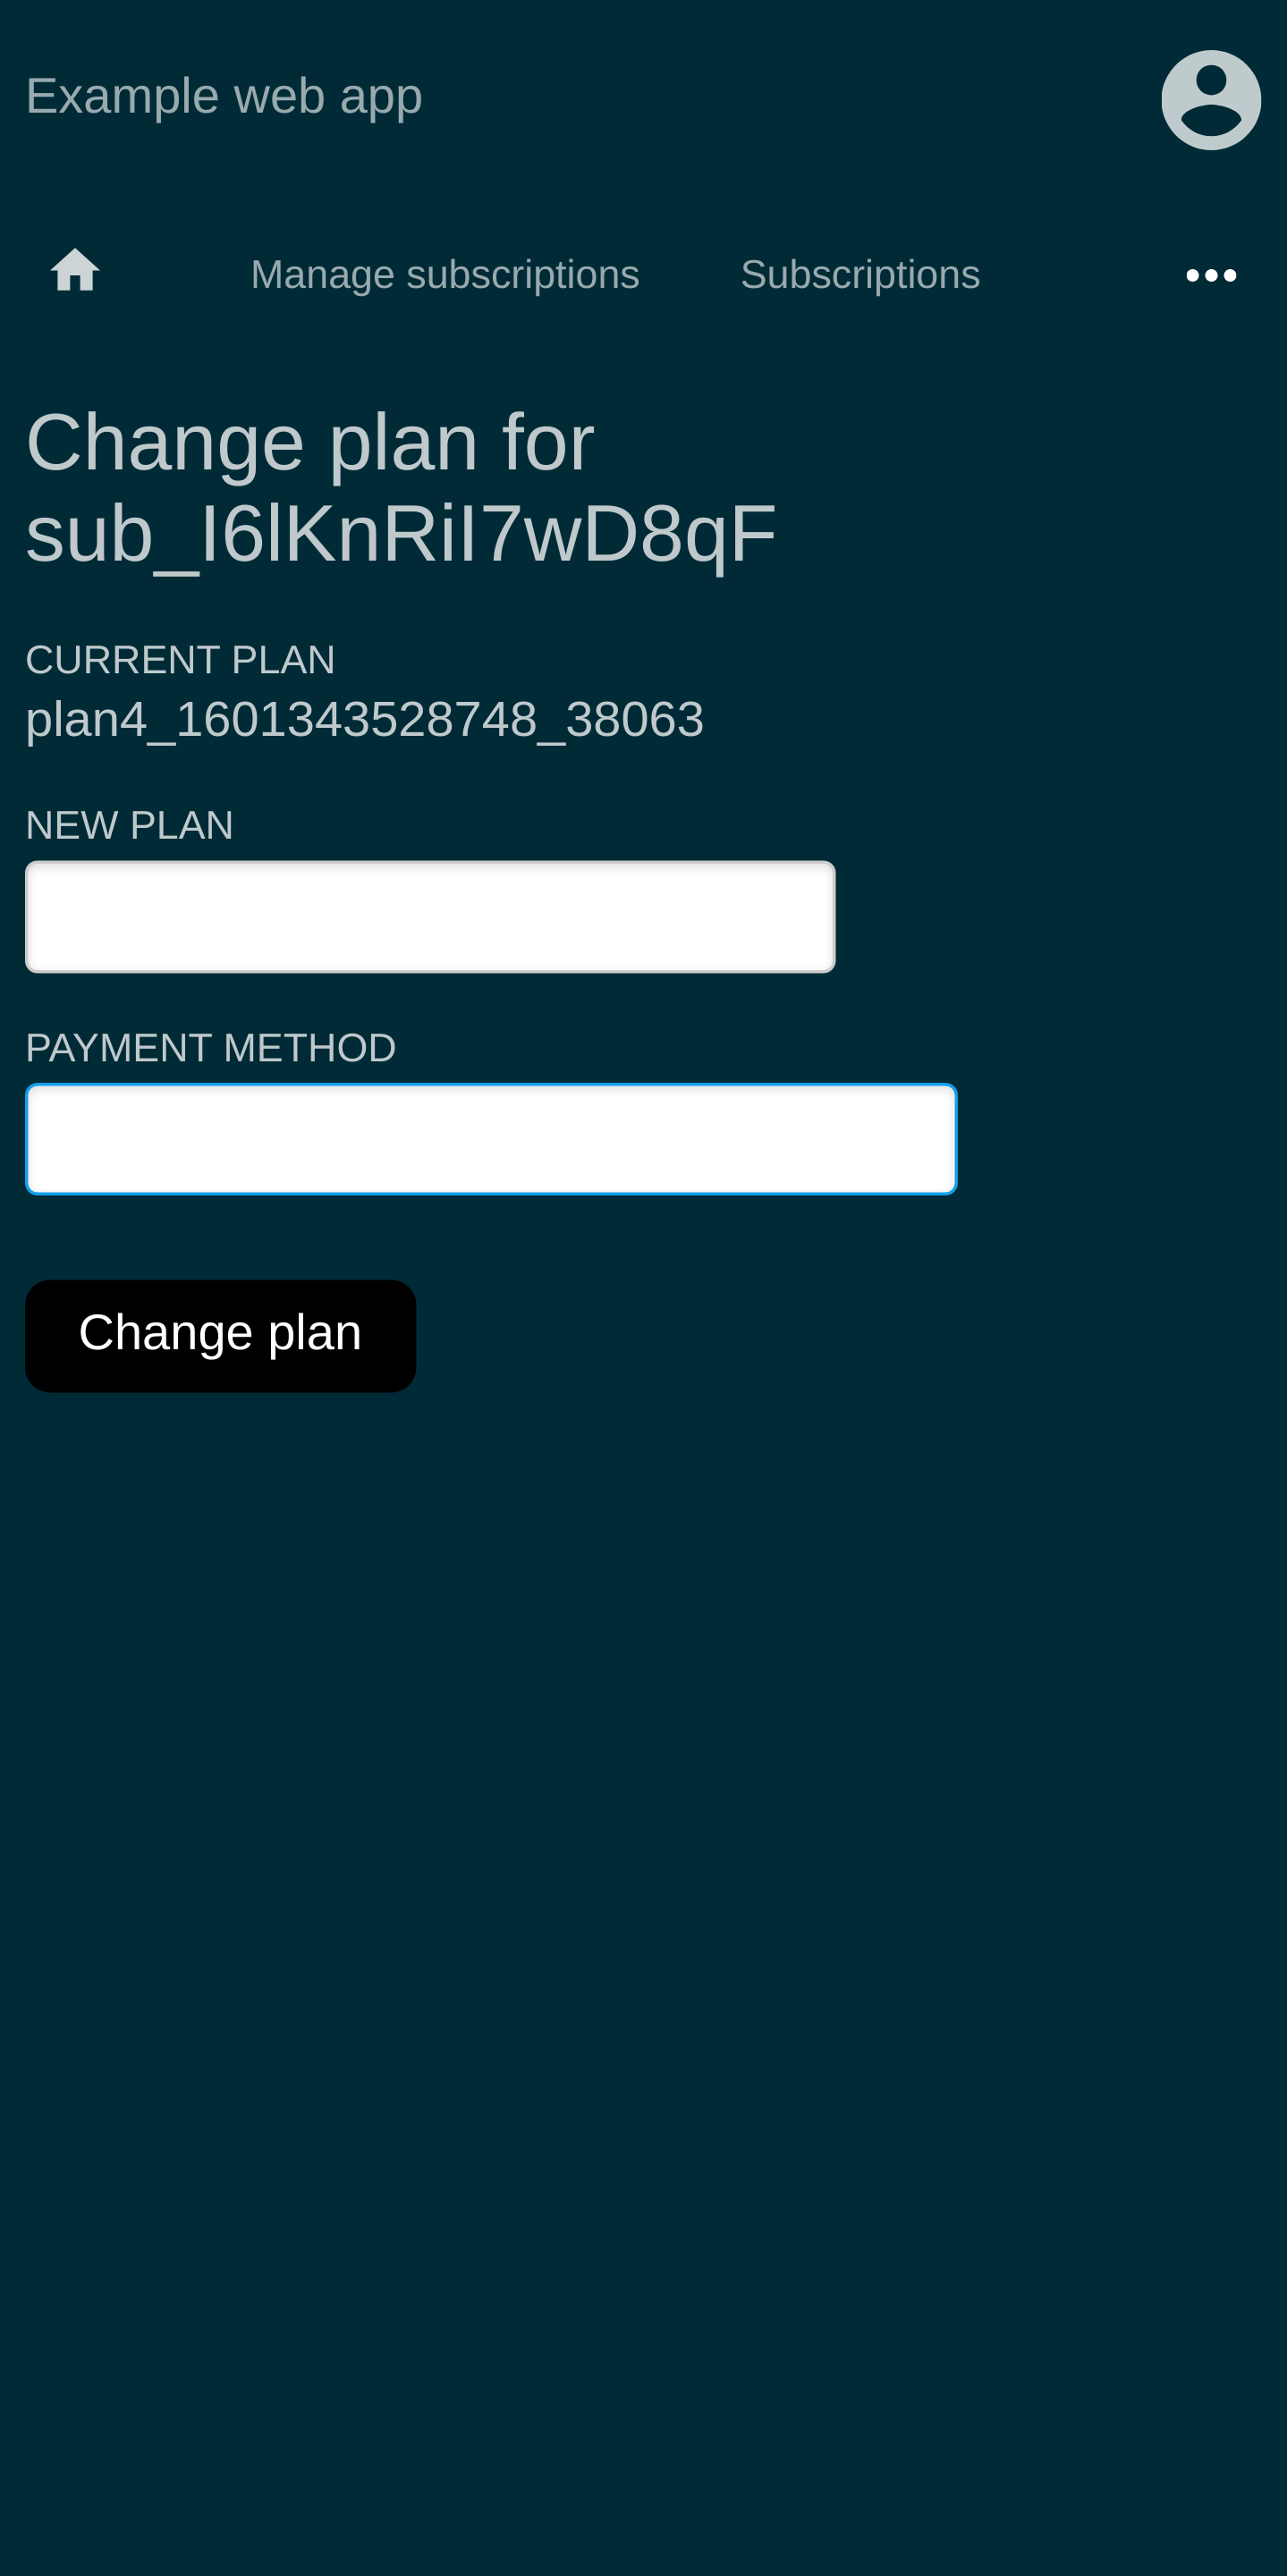 Example web app
Manage subscriptions Subscriptions
Change plan for
sub_I6lKnRiI7wD8qF
CURRENT PLAN
plan4_1601343528748_38063
NEW PLAN
PAYMENT METHOD
Change plan